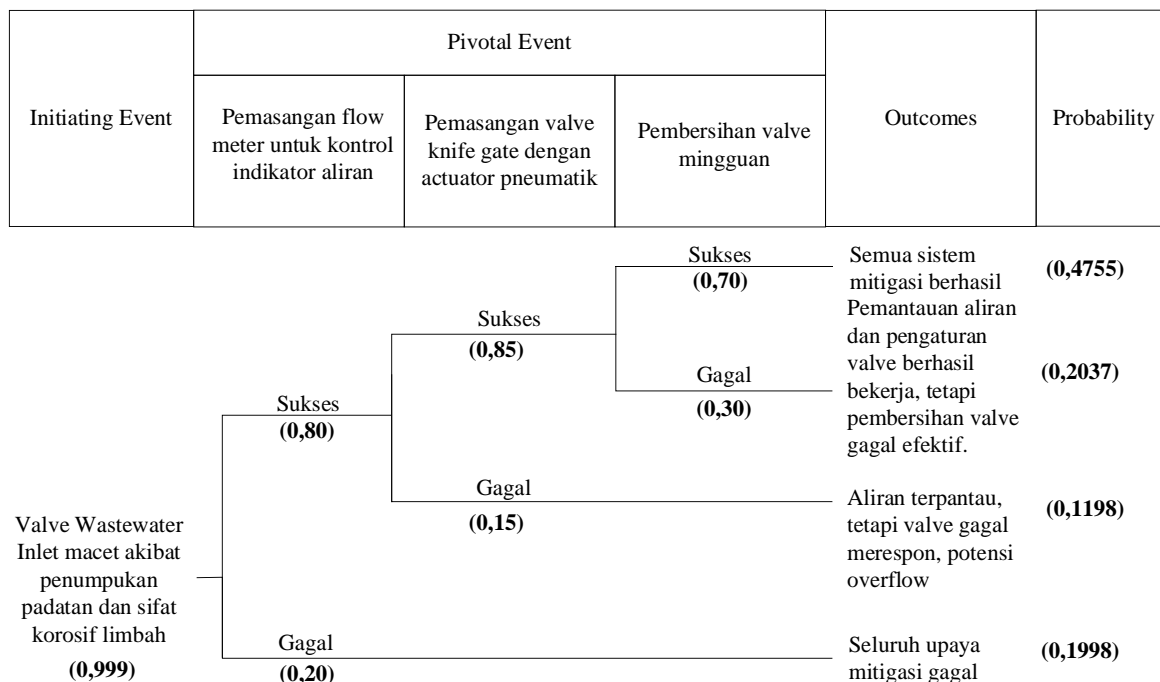 Pivotal Event
Initiating Event
Pemasangan flow
meter untuk kontrol
indikator aliran
Pemasangan valve
knife gate dengan
actuator pneumatik
Pembersihan valve
mingguan
Outcomes
Probability
Sukses
(0,70)
Semua sistem
mitigasi berhasil
(0,4755)
Sukses
(0,85)
Gagal
(0,30)
Pemantauan aliran
dan pengaturan
valve berhasil
bekerja, tetapi
pembersihan valve
gagal efektif.
(0,2037)
Sukses
(0,80)
Gagal
(0,15)
Aliran terpantau,
tetapi valve gagal
merespon, potensi
overflow
(0,1198)
Valve Wastewater
Inlet macet akibat
penumpukan
padatan dan sifat
korosif limbah
(0,999)
Gagal
(0,20)
Seluruh upaya
mitigasi gagal
(0,1998)